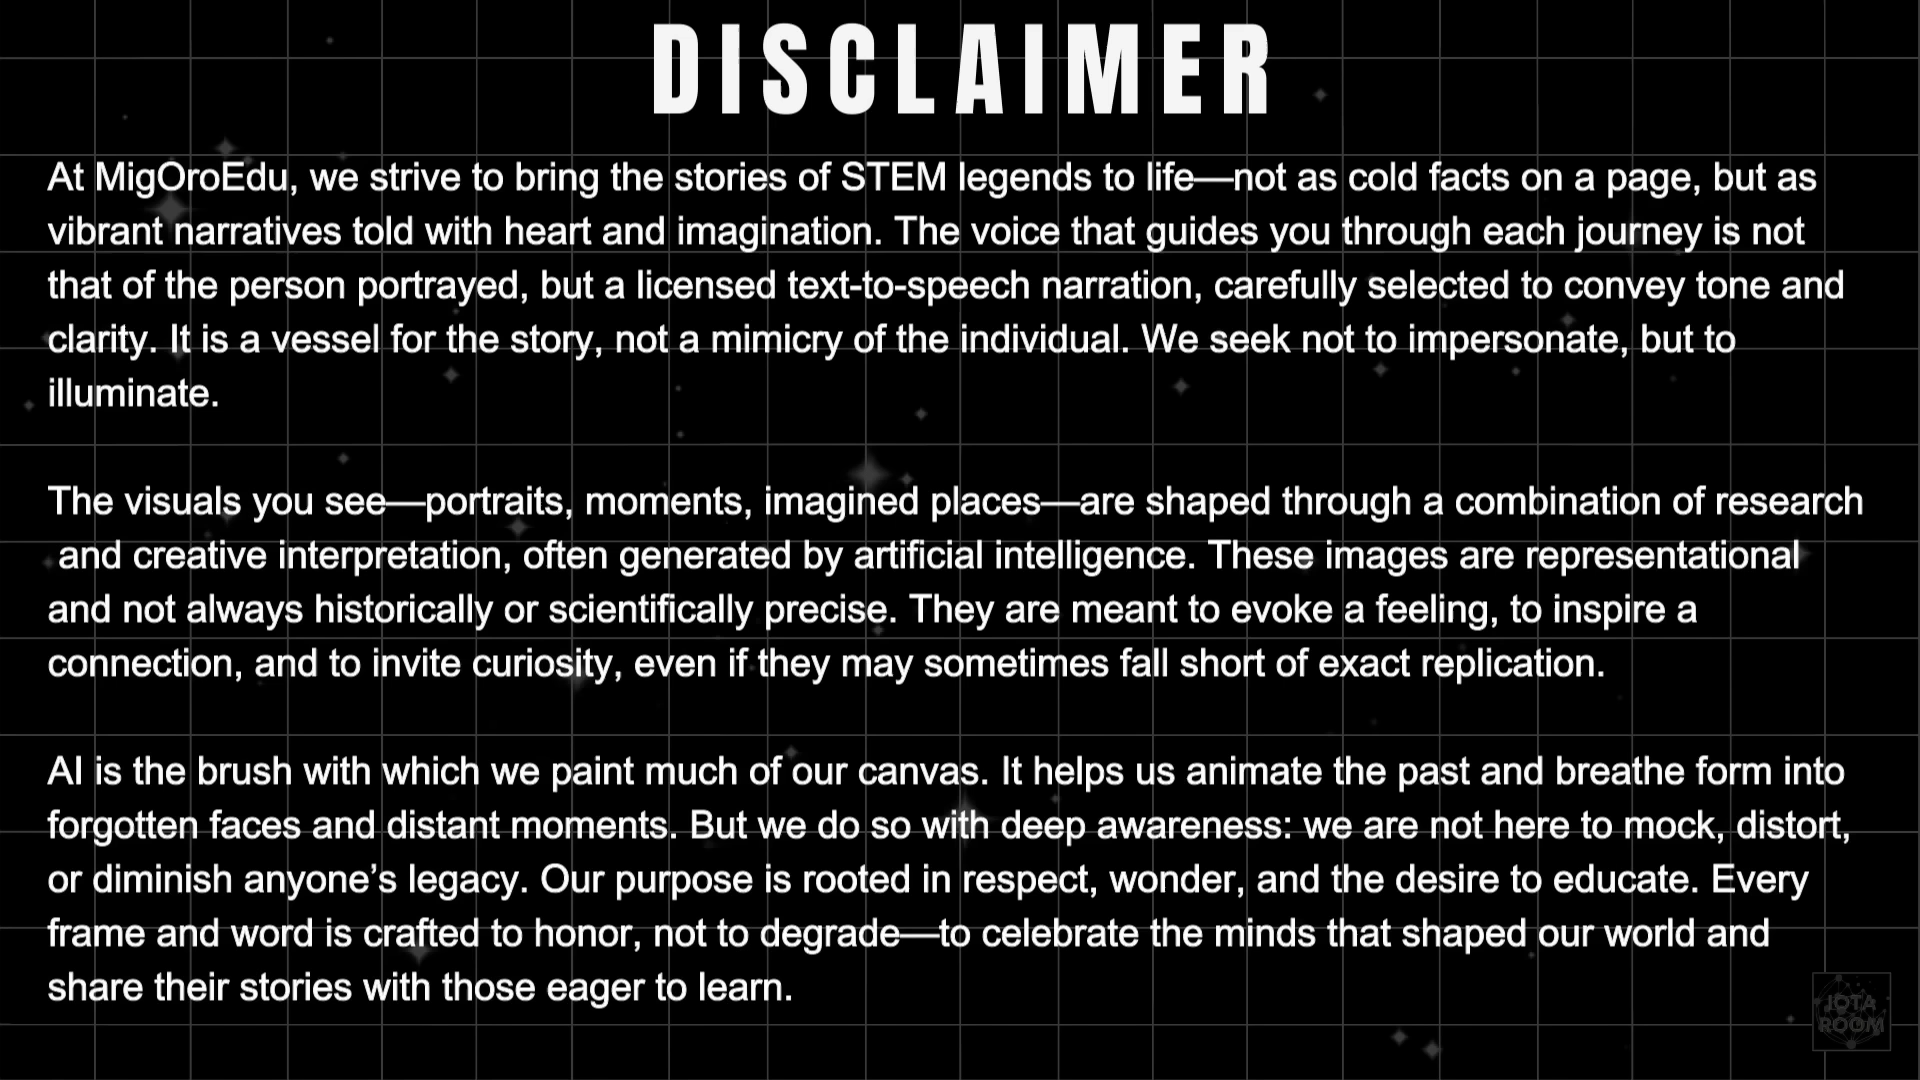 DISCLAIMER
At MigOroEdu, we strive to bring the stories of STEM legends to life—not as cold facts on a page, but as
vibrant narratives told with heart and imagination. The voice that guides you through each journey is not
that of the person portrayed, but a licensed text-to-speech narration, carefully selected to convey tone and
clarity. It is a vessel for the story, not a mimicry of the individual. We seek not to impersonate, but to
illuminate.
The visuals you see—portraits, moments, imagined places—are shaped through a combination of research
and creative interpretation, often generated by artificial intelligence. These images are representational
and not always historically or scientifically precise. They are meant to evoke a feeling, to inspire a
connection, and to invite curiosity, even if they may sometimes fall short of exact replication.
AI is the brush with which we paint much of our canvas. It helps us animate the past and breathe form into
forgotten faces and distant moments. But we do so with deep awareness: we are not here to mock, distort,
or diminish anyone’s legacy. Our purpose is rooted in respect, wonder, and the desire to educate. Every
frame and word is crafted to honor, not to degrade—to celebrate the minds that shaped our world and
share their stories with those eager to learn.
IOTA
ROOM